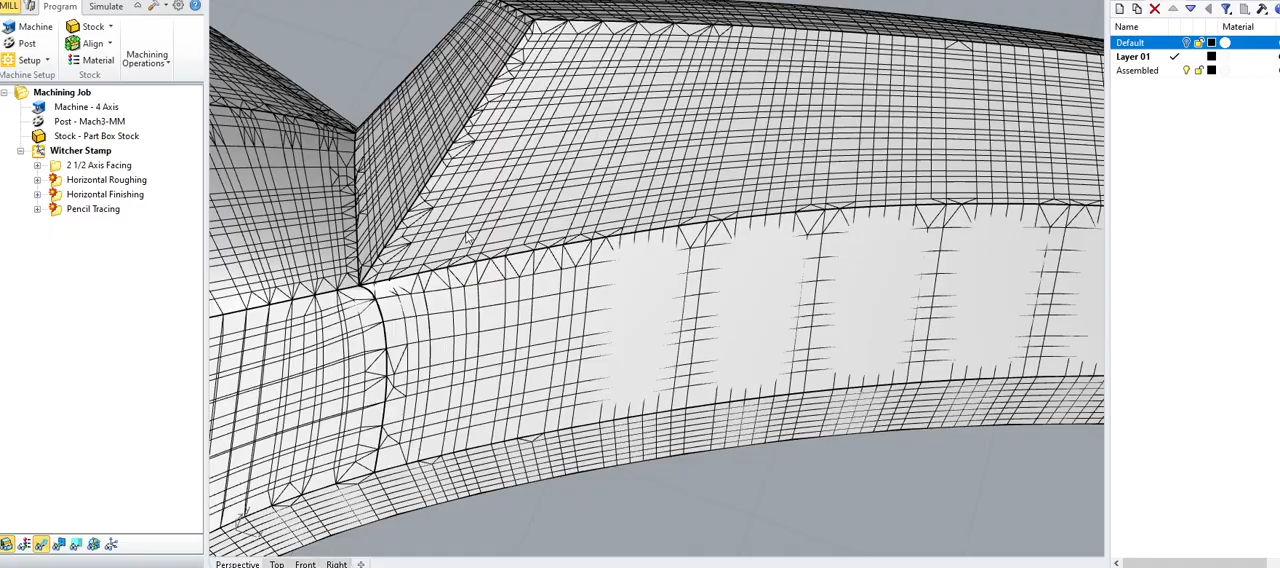 MILL Program Simulate
Machine Stock
Post Align
Setup Material Machining Operations
Machine Setup Stock
Machining Job
Machine - 4 Axis
Post - Mach3-MM
Stock - Part Box Stock
Witcher Stamp
2 1/2 Axis Facing
Horizontal Roughing
Horizontal Finishing
Pencil Tracing
Perspective Top Front Right
Name Material
Default
Layer 01
Assembled